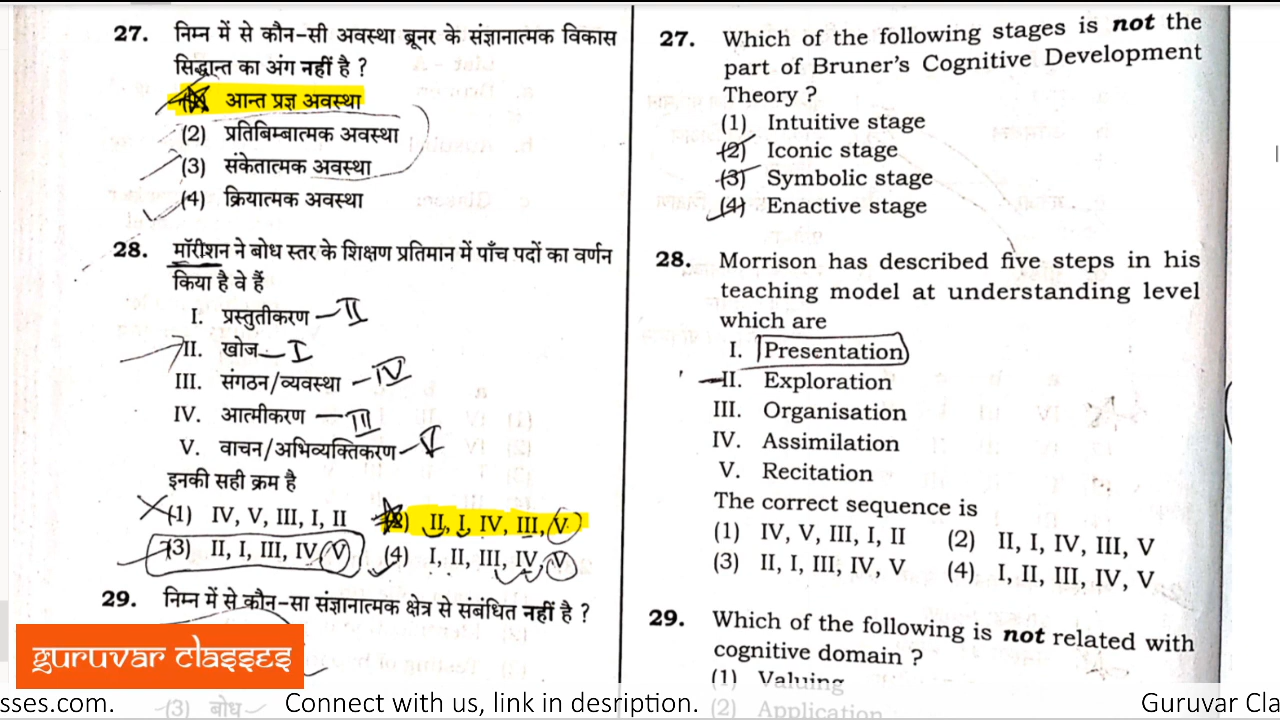 27. निम्न में से कौन-सी अवस्था ब्रूनर के संज्ञानात्मक विकास
सिद्धान्त का अंग नहीं है ?
आन्त प्रज्ञ अवस्था
(2) प्रतिबिम्बात्मक अवस्था
(3) संकेतात्मक अवस्था
(4) क्रियात्मक अवस्था
28. मॉरीशन ने बोध स्तर के शिक्षण प्रतिमान में पाँच पदों का वर्णन
किया है वे हैं
I. प्रस्तुतीकरण – II
II. खोज – I
III. संगठन/व्यवस्था – IV
IV. आत्मीकरण – III
V. वाचन/अभिव्यक्तिकरण – V
इनकी सही क्रम है
(1) IV, V, III, I, II (2) II, I, IV, III, V
(3) II, I, III, IV, V (4) I, II, III, IV, V
29. निम्न में से कौन-सा संज्ञानात्मक क्षेत्र से संबंधित नहीं है ?
(3) बोध
27. Which of the following stages is not the
part of Bruner's Cognitive Development
Theory ?
(1) Intuitive stage
(2) Iconic stage
(3) Symbolic stage
(4) Enactive stage
28. Morrison has described five steps in his
teaching model at understanding level
which are
I. Presentation
II. Exploration
III. Organisation
IV. Assimilation
V. Recitation
The correct sequence is
(1) IV, V, III, I, II (2) II, I, IV, III, V
(3) II, I, III, IV, V (4) I, II, III, IV, V
29. Which of the following is not related with
cognitive domain ?
(1) Valuing
(2) Application
guruvar classes
sses.com. Connect with us, link in desription. Guruvar Cla